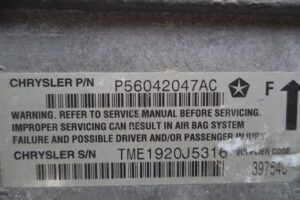 CHRYSLER P/N P56042047AC F
WARNING. REFER TO SERVICE MANUAL BEFORE SERVICING.
IMPROPER SERVICING CAN RESULT IN AIR BAG SYSTEM
FAILURE AND POSSIBLE DRIVER AND/OR PASSENGER INJURY
CHRYSLER S/N TME1920J5316 SUPPLIER CODE
39754C